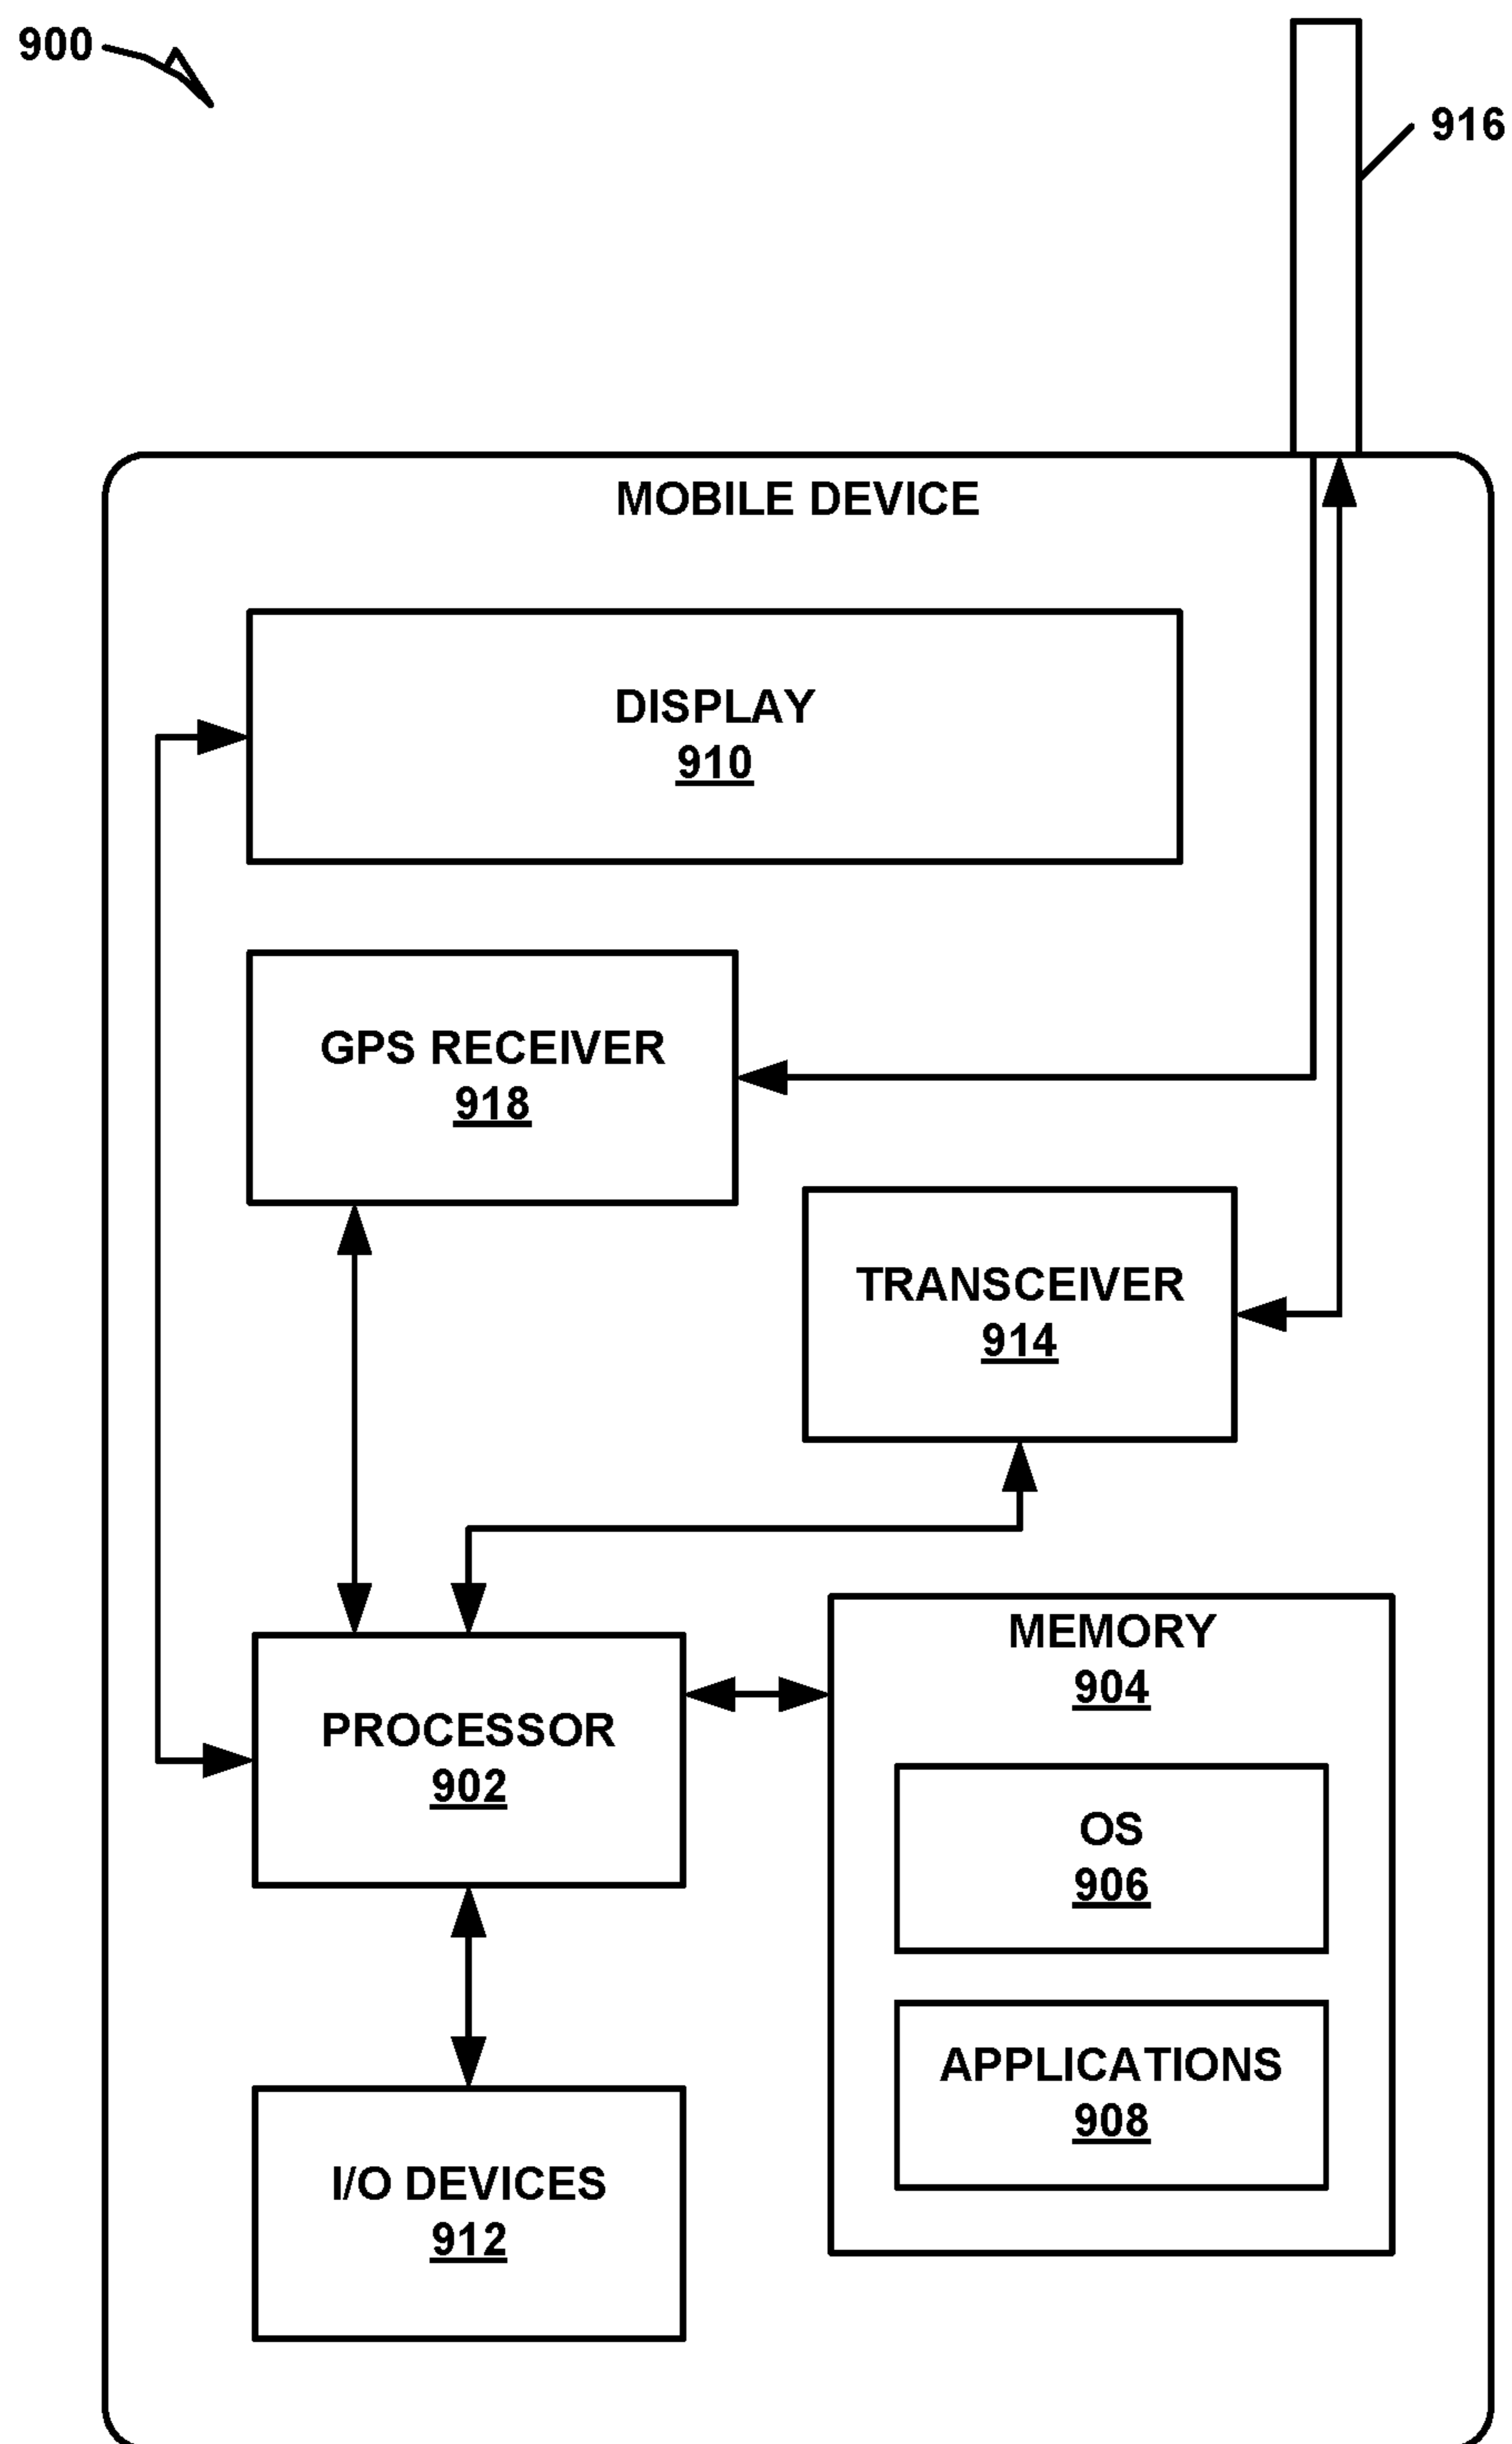 900
916
MOBILE DEVICE
DISPLAY
910
GPS RECEIVER
918
TRANSCEIVER
914
MEMORY
904
PROCESSOR
902
OS
906
APPLICATIONS
908
I/O DEVICES
912